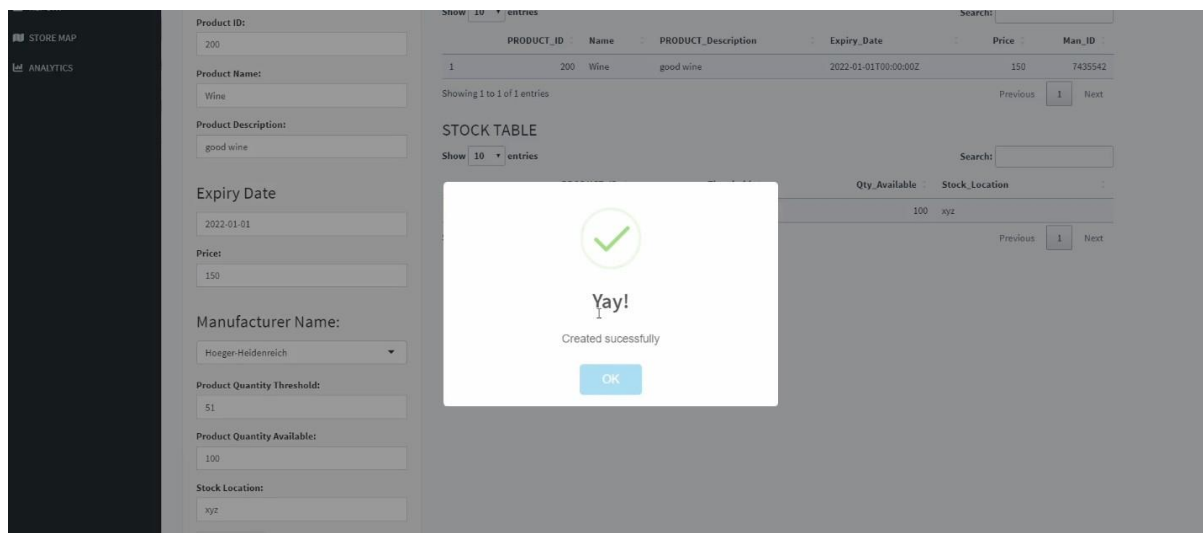 STORE MAP
ANALYTICS
Product ID:
200
Product Name:
Wine
Product Description:
good wine
Expiry Date
2022-01-01
Price:
150
Manufacturer Name:
Hoeger-Heidenreich
Product Quantity Threshold:
51
Product Quantity Available:
100
Stock Location:
xyz
Show 10 entries Search:
PRODUCT_ID Name PRODUCT_Description Expiry_Date Price Man_ID
1 200 Wine good wine 2022-01-01T00:00:00Z 150 7435542
Showing 1 to 1 of 1 entries Previous 1 Next
STOCK TABLE
Show 10 entries Search:
Qty_Available Stock_Location
100 xyz
Previous 1 Next
Yay!
Created sucessfully
OK